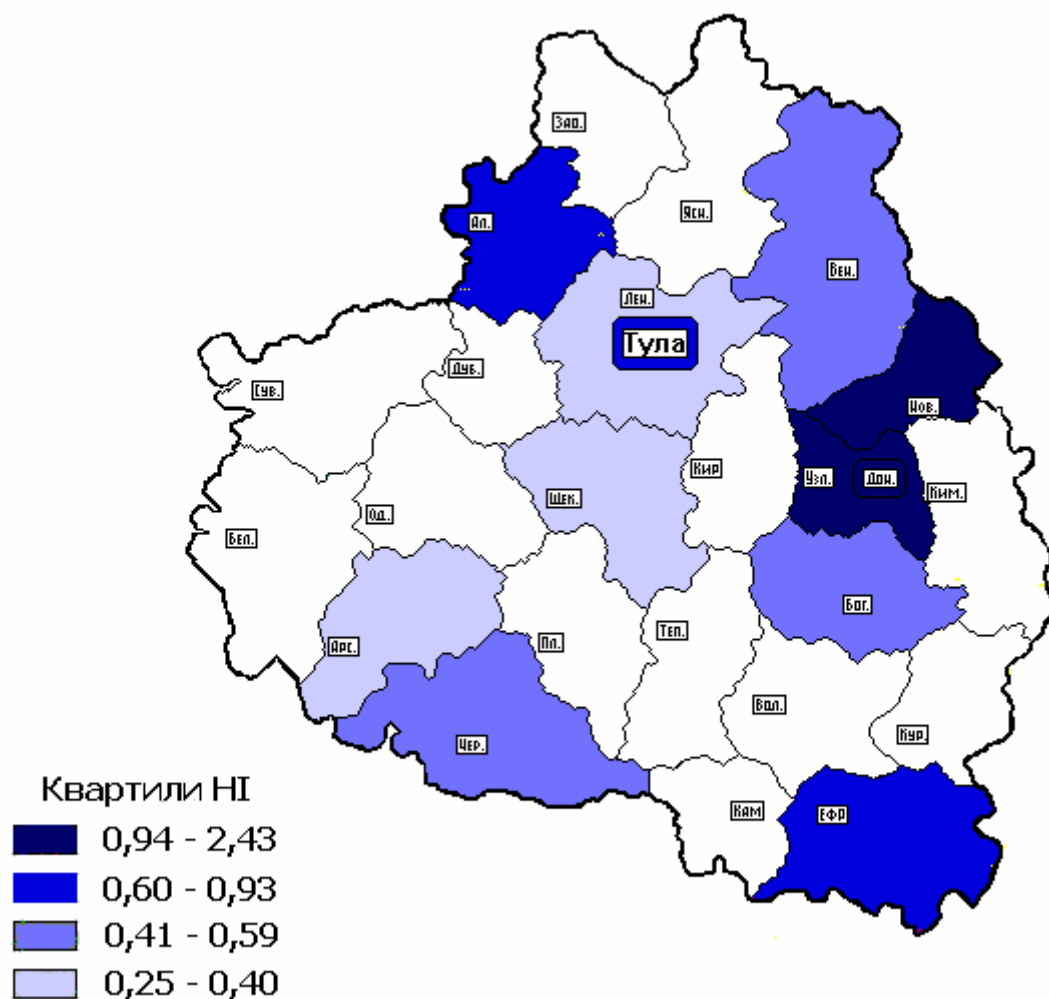 Зао.
Ал.
Ясн.
Вен.
Лен.
Тула
Сув.
Дуб.
Нов.
Кир
Узл.
Дон.
Ким.
Щек.
Од.
Бел.
Арс.
Пл.
Теп.
Бог.
Вол.
Кур.
Чер.
Кам
ЕФР
Квартили HI
0,94 - 2,43
0,60 - 0,93
0,41 - 0,59
0,25 - 0,40